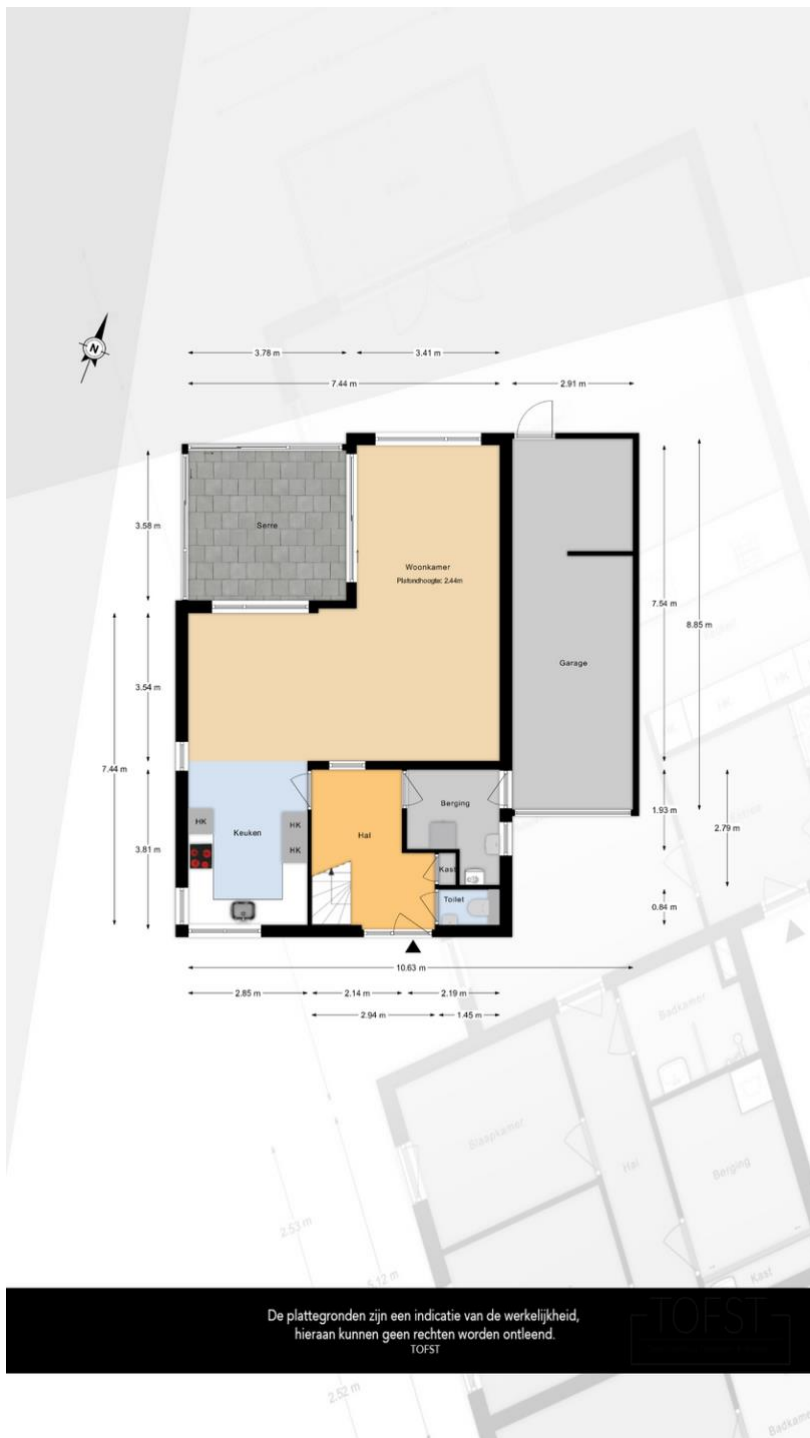 N
3.78 m
3.41 m
7.44 m
2.91 m
Serre
3.58 m
Woonkamer
Plafondhoogte: 2.44m
7.54 m
8.85 m
Garage
3.54 m
7.44 m
Berging
1.93 m
HK
HK
Keuken
Hal
HK
2.79 m
3.81 m
Kast
Toilet
0.84 m
10.63 m
2.85 m
2.14 m
2.19 m
2.94 m
1.45 m
Badkamer
Slaapkamer
Hal
Berging
2.53 m
Kast
De plattegronden zijn een indicatie van de werkelijkheid,
hieraan kunnen geen rechten worden ontleend.
TOFST
TOFST
2.52 m
Badkamer